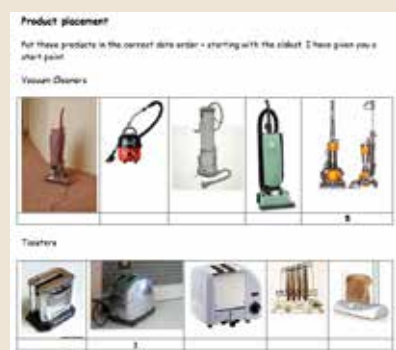 Product placement
Put these products in the correct date order – starting with the oldest. I have given you a
start point.
Vacuum Cleaners
5
Toasters
1